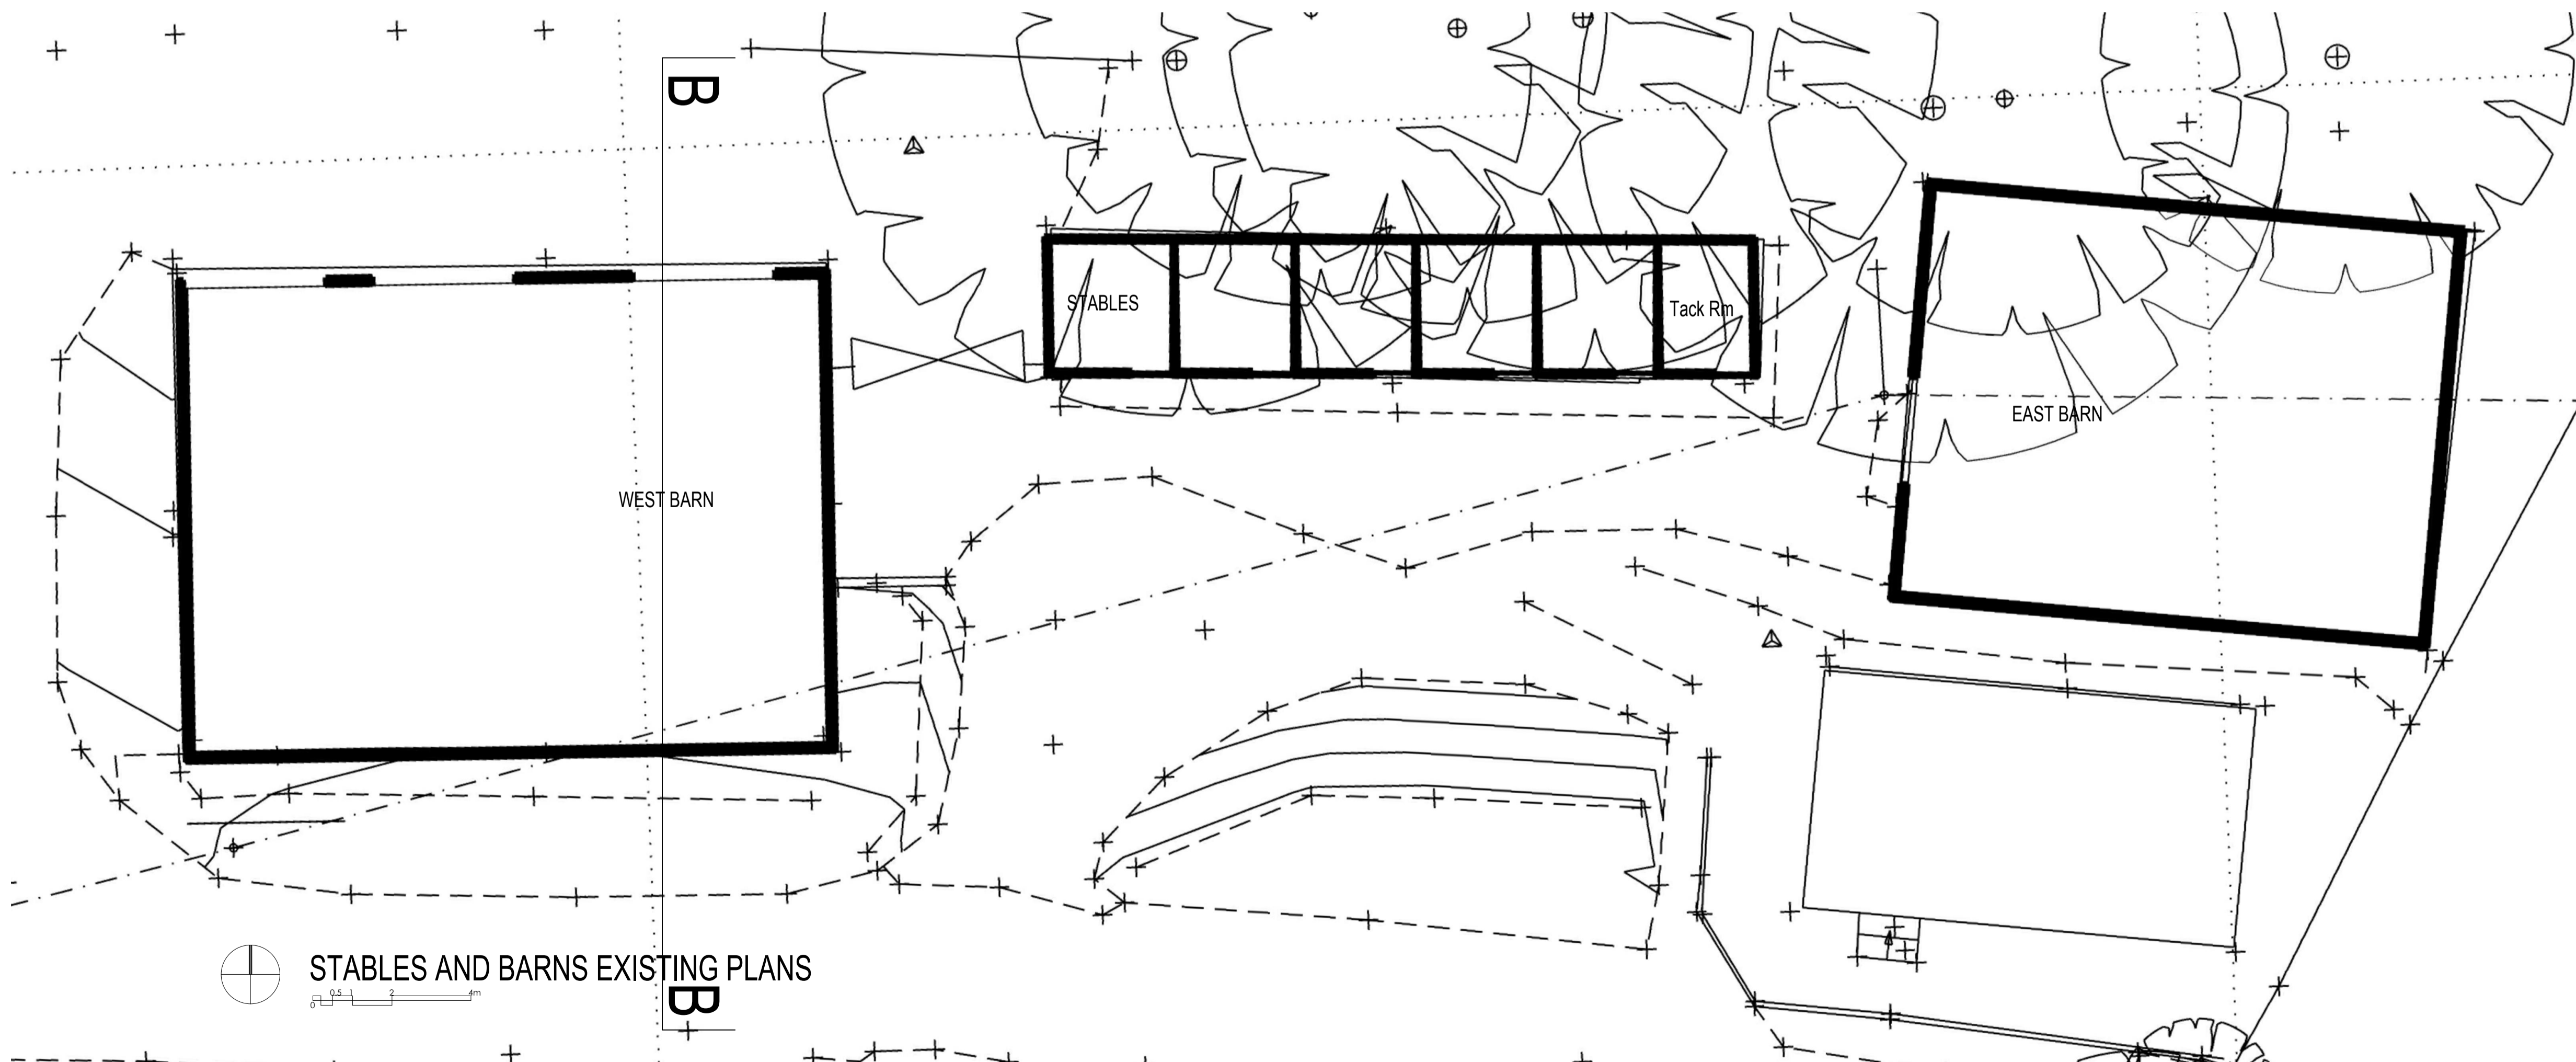 B
STABLES
Tack Rm
EAST BARN
WEST BARN
STABLES AND BARNS EXISTING PLANS
0 0.5 1 2 4m
B